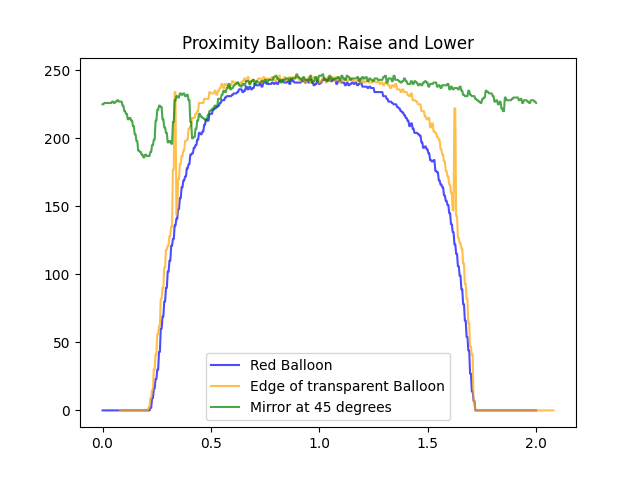 Proximity Balloon: Raise and Lower
250
200
150
100
50
0
Red Balloon
Edge of transparent Balloon
Mirror at 45 degrees
0.0 0.5 1.0 1.5 2.0